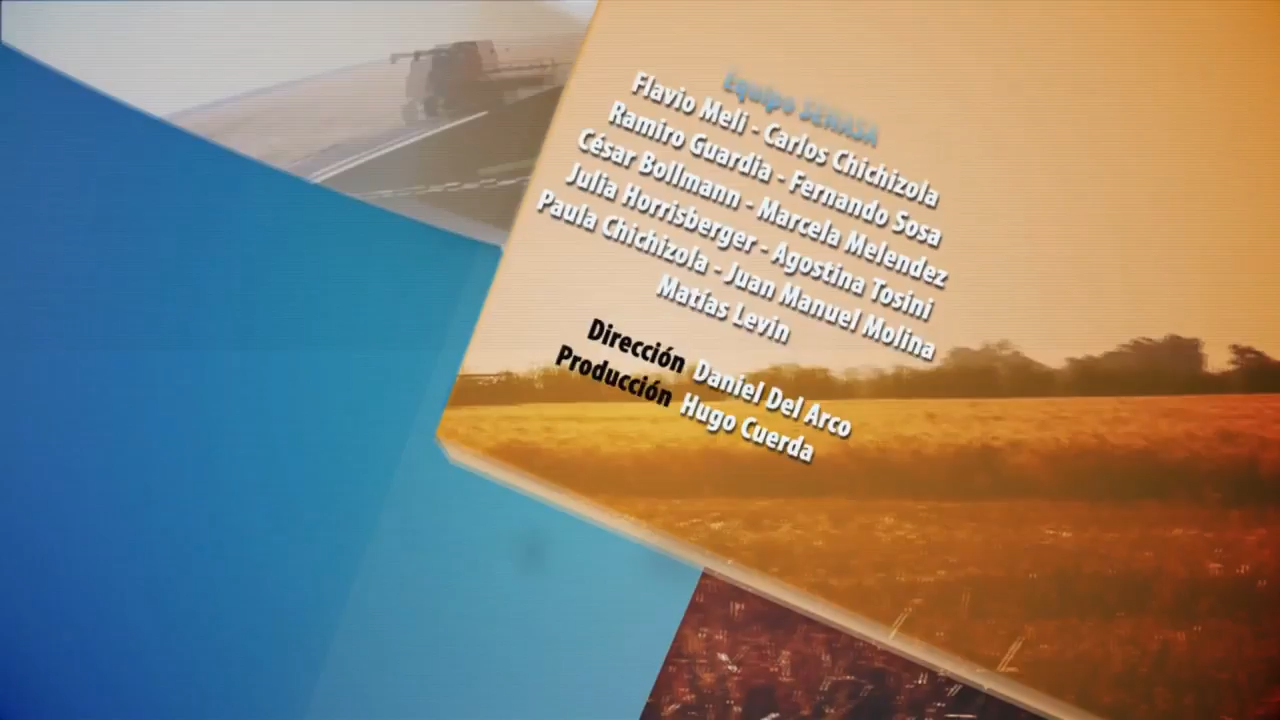 Equipo SENASA
Flavio Meli - Carlos Chichizola
Ramiro Guardia - Fernando Sosa
César Bollmann - Marcela Melendez
Julia Horrisberger - Agostina Tosini
Paula Chichizola - Juan Manuel Molina
Matías Levin
Dirección Daniel Del Arco
Producción Hugo Cuerda